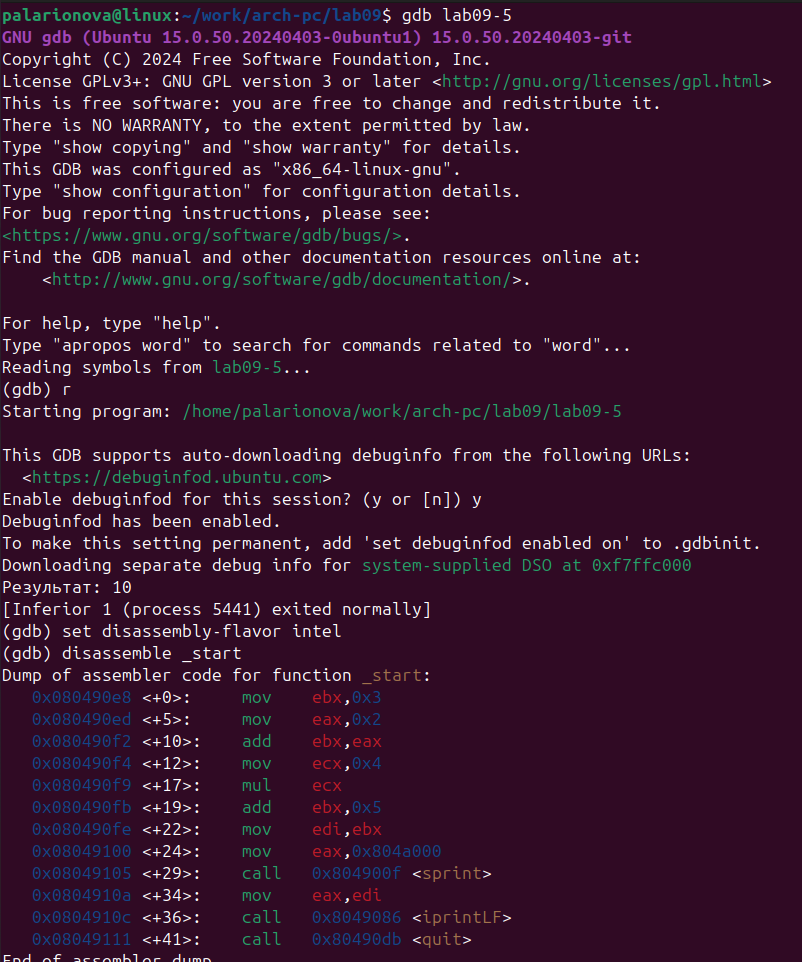 palarionova@linux:~/work/arch-pc/lab09$ gdb lab09-5
GNU gdb (Ubuntu 15.0.50.20240403-0ubuntu1) 15.0.50.20240403-git
Copyright (C) 2024 Free Software Foundation, Inc.
License GPLv3+: GNU GPL version 3 or later <http://gnu.org/licenses/gpl.html>
This is free software: you are free to change and redistribute it.
There is NO WARRANTY, to the extent permitted by law.
Type "show copying" and "show warranty" for details.
This GDB was configured as "x86_64-linux-gnu".
Type "show configuration" for configuration details.
For bug reporting instructions, please see:
<https://www.gnu.org/software/gdb/bugs/>.
Find the GDB manual and other documentation resources online at:
    <http://www.gnu.org/software/gdb/documentation/>.

For help, type "help".
Type "apropos word" to search for commands related to "word"...
Reading symbols from lab09-5...
(gdb) r
Starting program: /home/palarionova/work/arch-pc/lab09/lab09-5

This GDB supports auto-downloading debuginfo from the following URLs:
  <https://debuginfod.ubuntu.com>
Enable debuginfod for this session? (y or [n]) y
Debuginfod has been enabled.
To make this setting permanent, add 'set debuginfod enabled on' to .gdbinit.
Downloading separate debug info for system-supplied DSO at 0xf7ffc000
Результат: 10
[Inferior 1 (process 5441) exited normally]
(gdb) set disassembly-flavor intel
(gdb) disassemble _start
Dump of assembler code for function _start:
   0x080490e8 <+0>:     mov    ebx,0x3
   0x080490ed <+5>:     mov    eax,0x2
   0x080490f2 <+10>:    add    ebx,eax
   0x080490f4 <+12>:    mov    ecx,0x4
   0x080490f9 <+17>:    mul    ecx
   0x080490fb <+19>:    add    ebx,0x5
   0x080490fe <+22>:    mov    edi,ebx
   0x08049100 <+24>:    mov    eax,0x804a000
   0x08049105 <+29>:    call   0x804900f <sprint>
   0x0804910a <+34>:    mov    eax,edi
   0x0804910c <+36>:    call   0x8049086 <iprintLF>
   0x08049111 <+41>:    call   0x80490db <quit>
End of assembler dump.